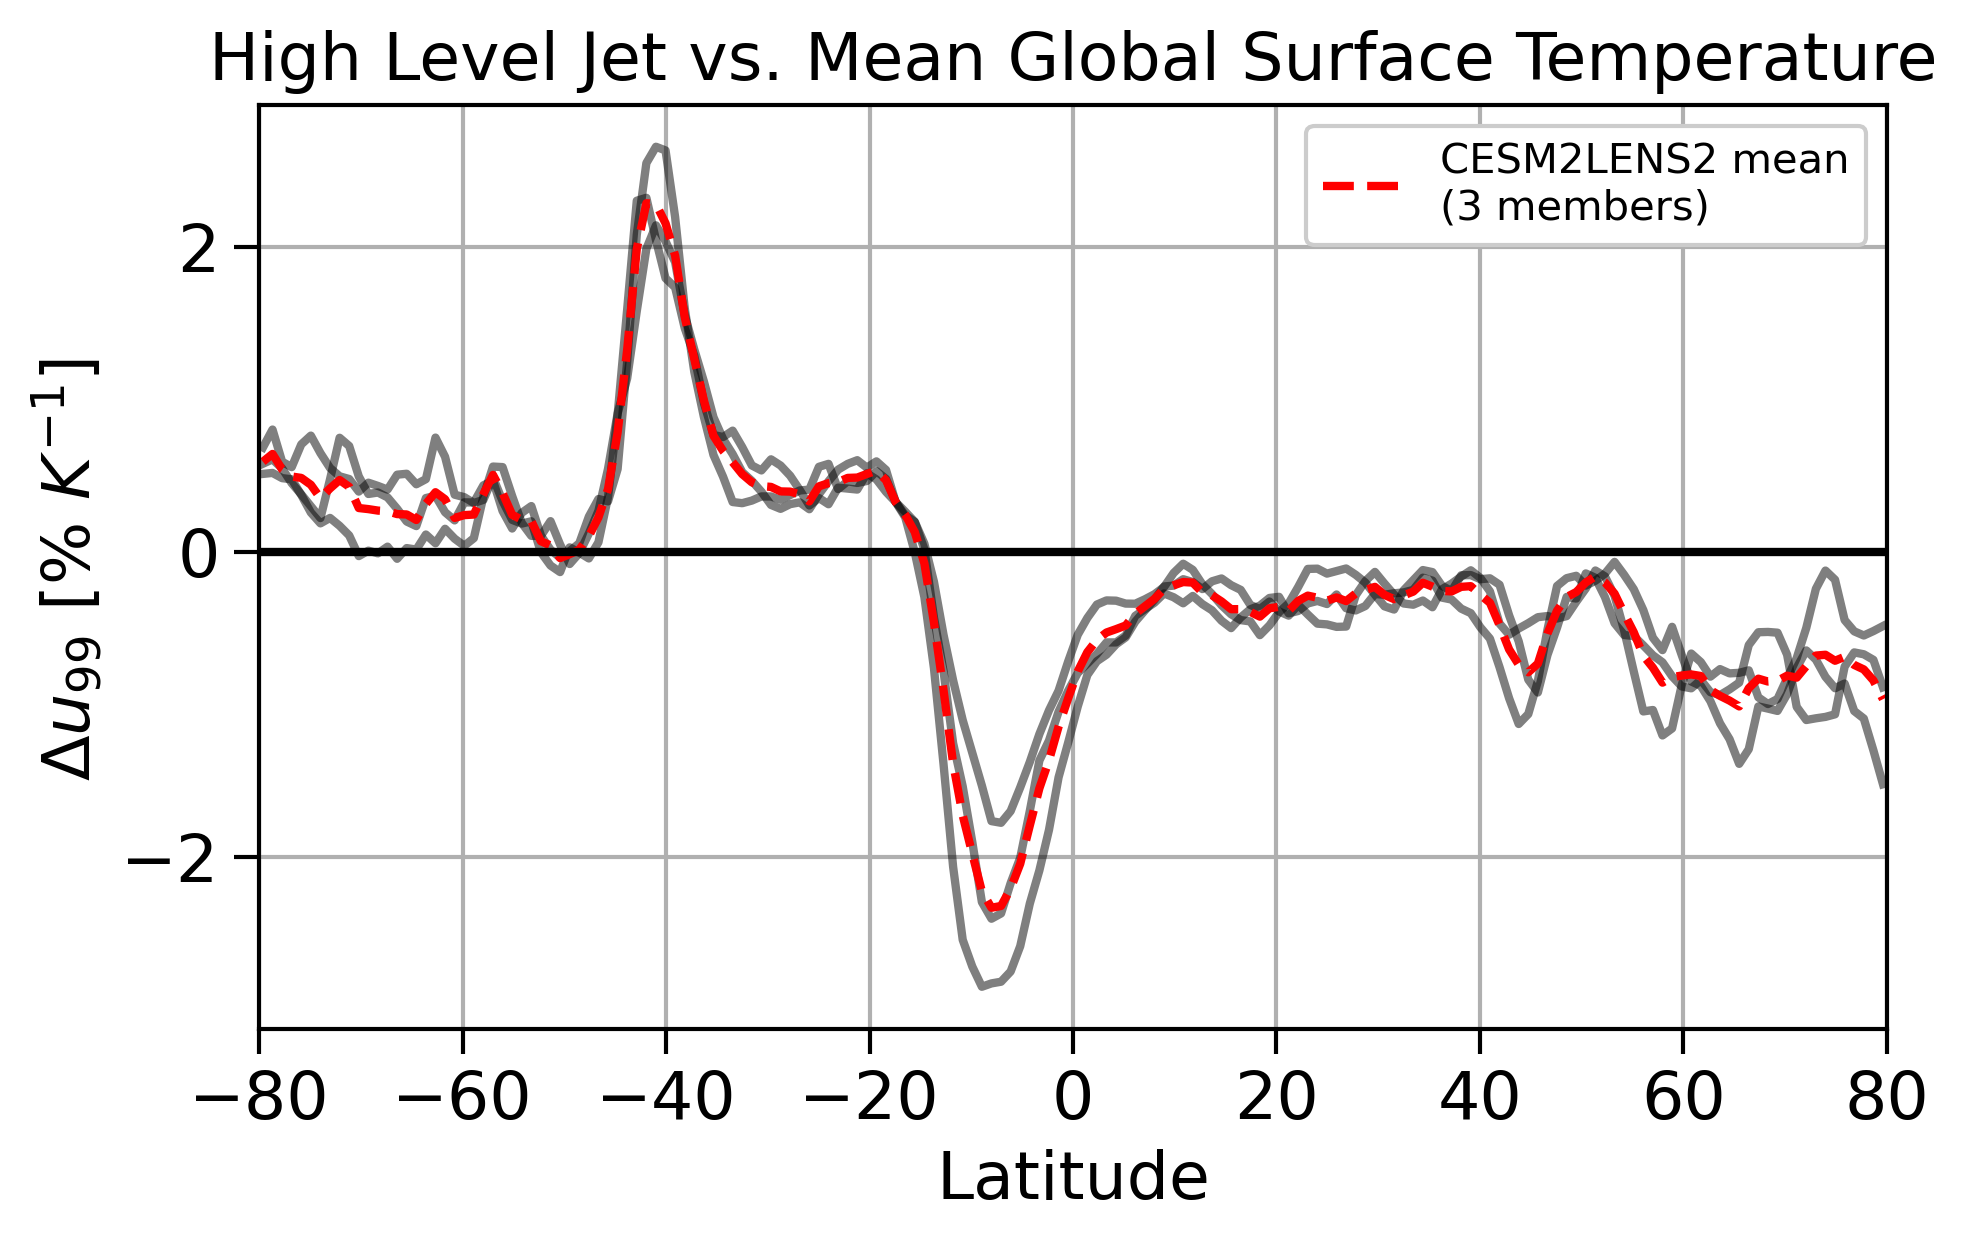 High Level Jet vs. Mean Global Surface Temperature
CESM2LENS2 mean
(3 members)
Δu₉₉ [% K⁻¹]
2
0
−2
−80 −60 −40 −20 0 20 40 60 80
Latitude